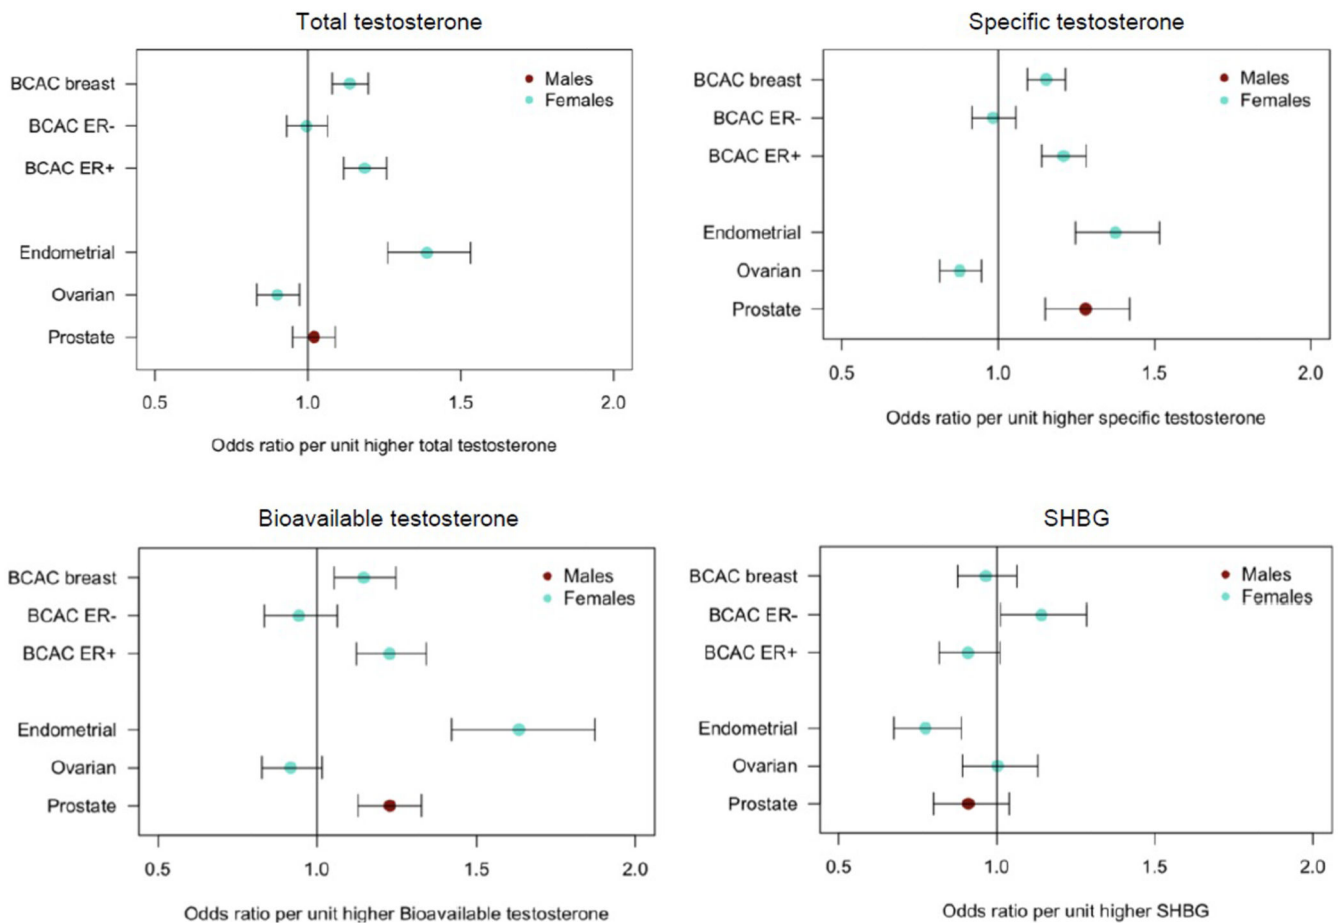 Total testosterone
BCAC breast
BCAC ER-
BCAC ER+
Endometrial
Ovarian
Prostate
Males
Females
0.5 1.0 1.5 2.0
Odds ratio per unit higher total testosterone
Specific testosterone
BCAC breast
BCAC ER-
BCAC ER+
Endometrial
Ovarian
Prostate
Males
Females
0.5 1.0 1.5 2.0
Odds ratio per unit higher specific testosterone
Bioavailable testosterone
BCAC breast
BCAC ER-
BCAC ER+
Endometrial
Ovarian
Prostate
Males
Females
0.5 1.0 1.5 2.0
Odds ratio per unit higher Bioavailable testosterone
SHBG
BCAC breast
BCAC ER-
BCAC ER+
Endometrial
Ovarian
Prostate
Males
Females
0.5 1.0 1.5 2.0
Odds ratio per unit higher SHBG